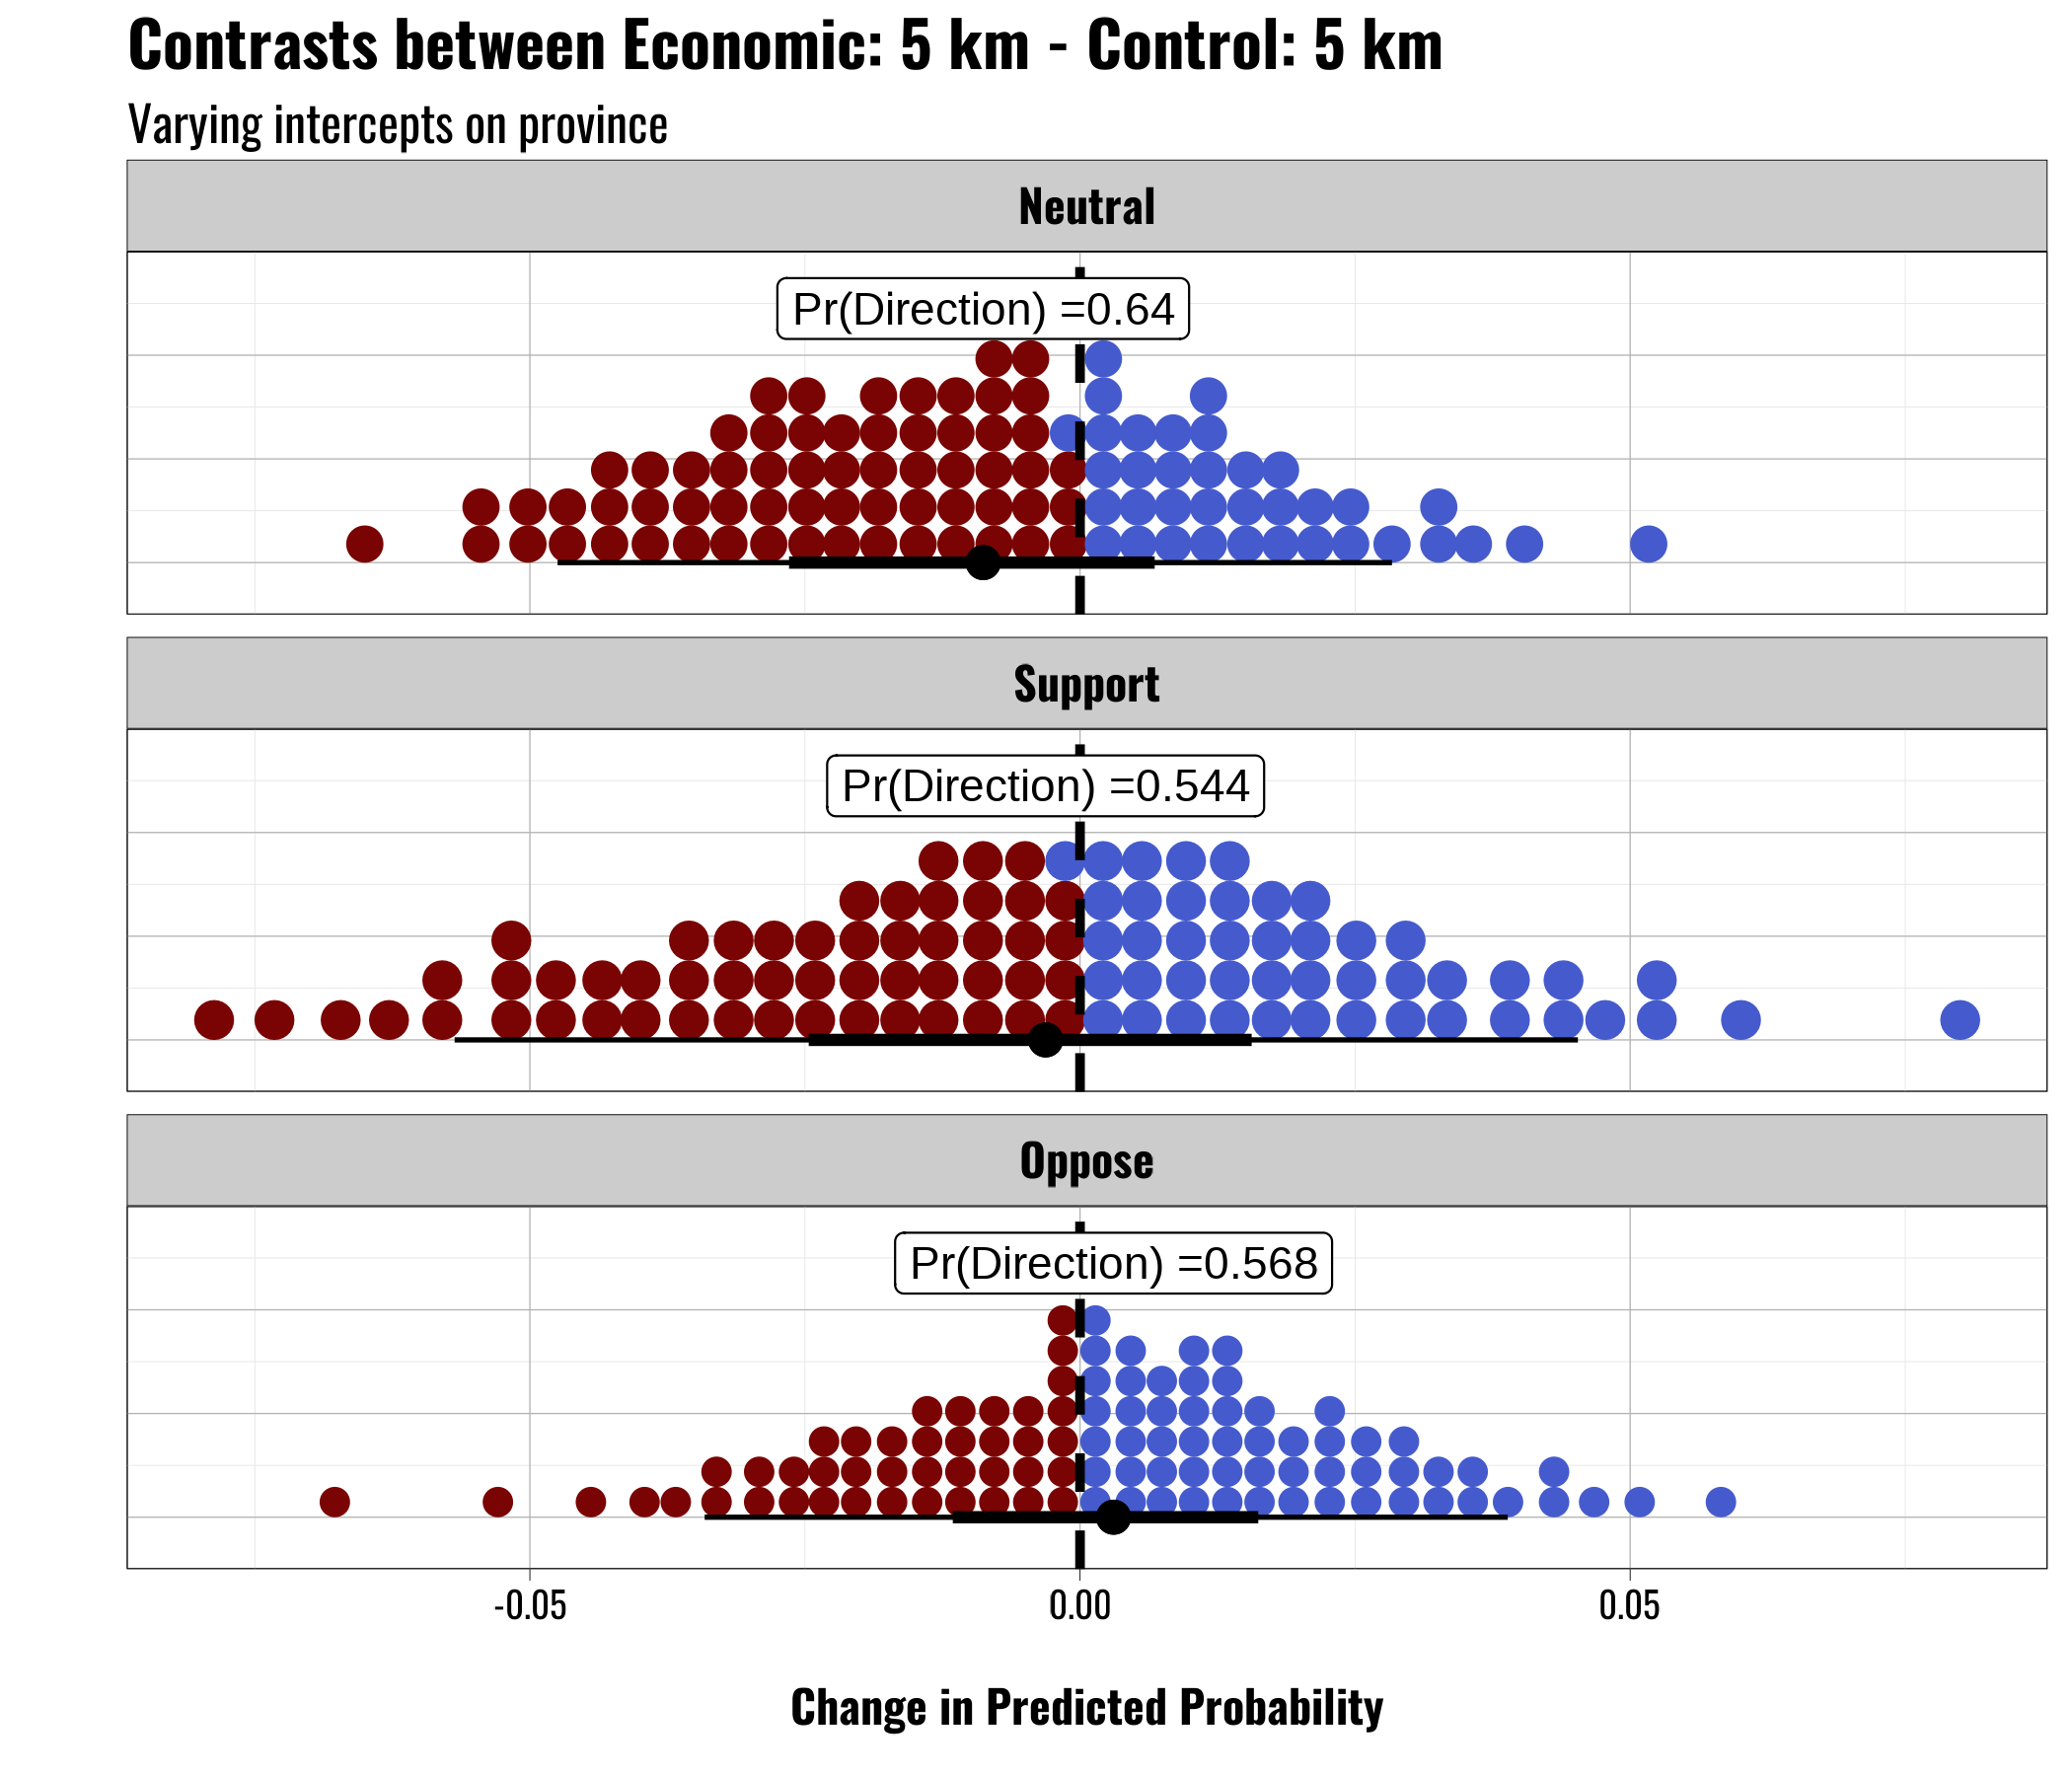 Contrasts between Economic: 5 km - Control: 5 km
Varying intercepts on province
Neutral
Pr(Direction) =0.64
Support
Pr(Direction) =0.544
Oppose
Pr(Direction) =0.568
-0.05 0.00 0.05
Change in Predicted Probability